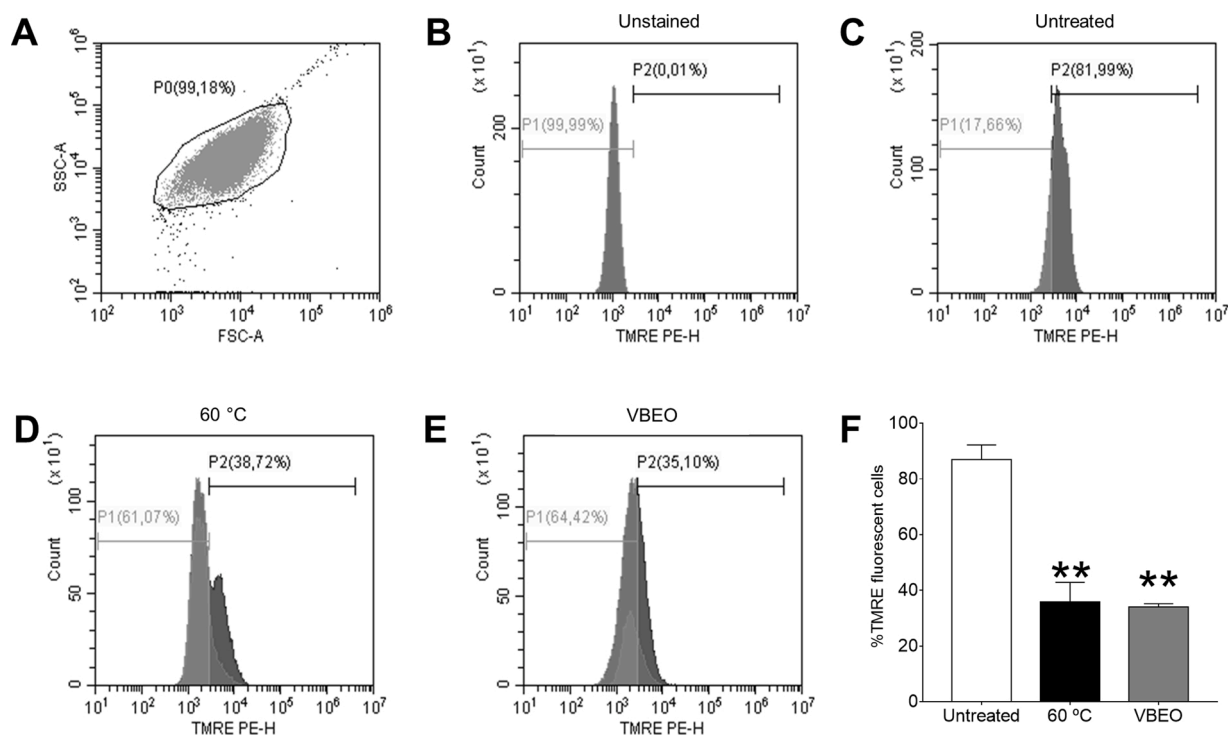 A
P0(99,18%)
SSC-A
10^6
10^5
10^4
10^3
10^2
10^2 10^3 10^4 10^5 10^6
FSC-A
B
Unstained
(x 10^1)
P2(0,01%)
P1(99,99%)
Count
200
0
10^1 10^2 10^3 10^4 10^5 10^6 10^7
TMRE PE-H
C
Untreated
(x 10^1)
200
P2(81,99%)
P1(17,66%)
Count
100
0
10^1 10^2 10^3 10^4 10^5 10^6 10^7
TMRE PE-H
D
60 °C
(x 10^1)
P2(38,72%)
P1(61,07%)
Count
100
50
0
10^1 10^2 10^3 10^4 10^5 10^6 10^7
TMRE PE-H
E
VBEO
(x 10^1)
P2(35,10%)
P1(64,42%)
Count
100
50
0
10^1 10^2 10^3 10^4 10^5 10^6 10^7
TMRE PE-H
F
%TMRE fluorescent cells
100
80
60
40
20
0
** **
Untreated 60 ºC VBEO